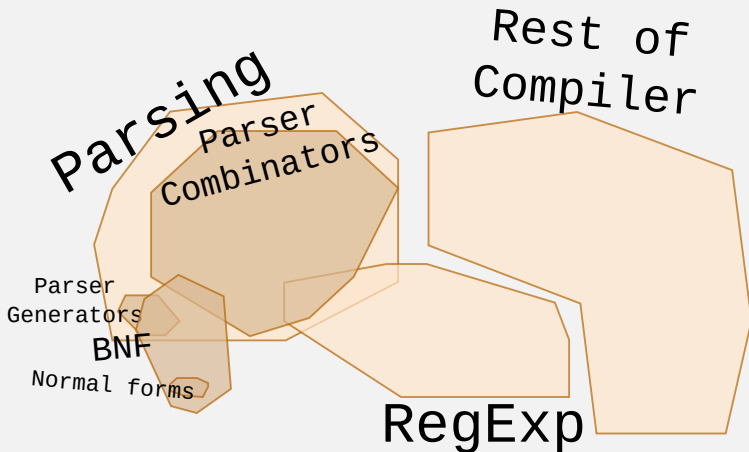 Rest of
Compiler
Parsing
Parser
Combinators
Parser
Generators
BNF
Normal forms
RegExp